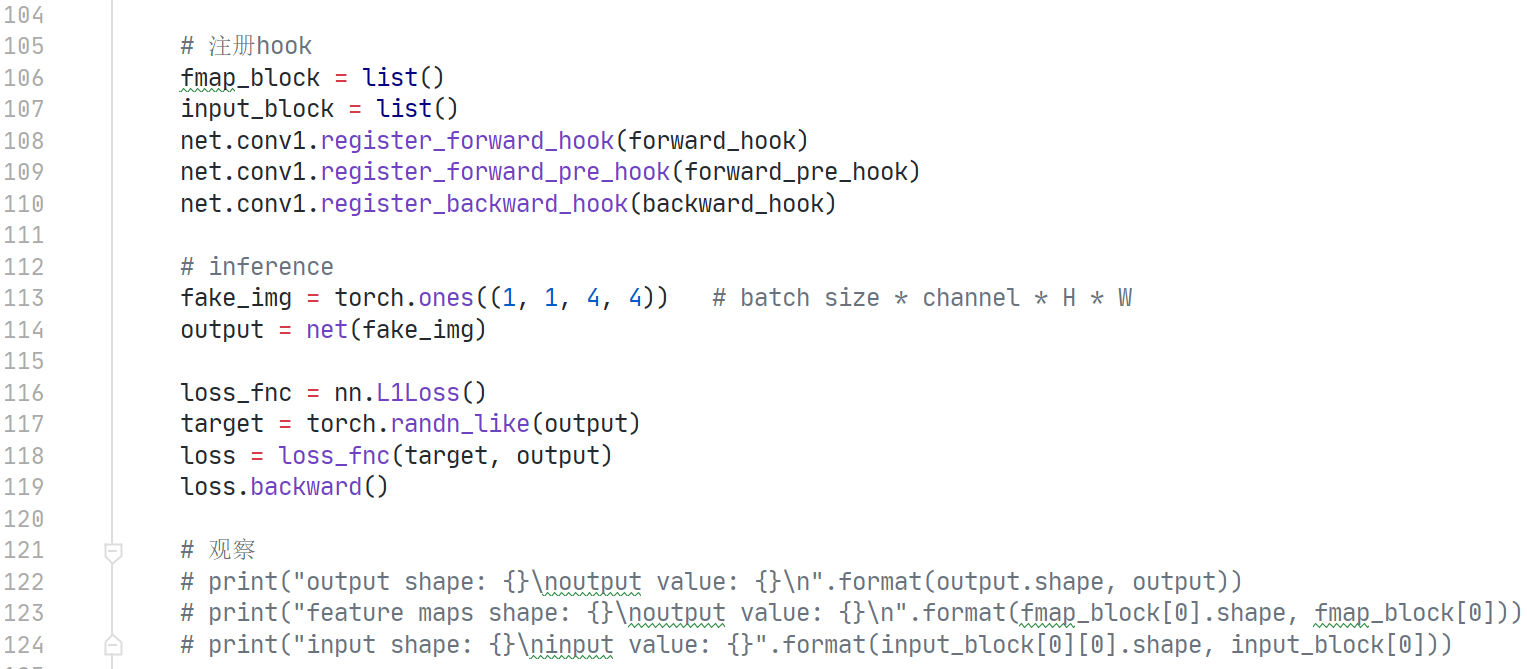 104
105 # 注册hook
106 fmap_block = list()
107 input_block = list()
108 net.conv1.register_forward_hook(forward_hook)
109 net.conv1.register_forward_pre_hook(forward_pre_hook)
110 net.conv1.register_backward_hook(backward_hook)
111
112 # inference
113 fake_img = torch.ones((1, 1, 4, 4))   # batch size * channel * H * W
114 output = net(fake_img)
115
116 loss_fnc = nn.L1Loss()
117 target = torch.randn_like(output)
118 loss = loss_fnc(target, output)
119 loss.backward()
120
121 # 观察
122 # print("output shape: {}\noutput value: {}\n".format(output.shape, output))
123 # print("feature maps shape: {}\noutput value: {}\n".format(fmap_block[0].shape, fmap_block[0]))
124 # print("input shape: {}\ninput value: {}".format(input_block[0][0].shape, input_block[0]))